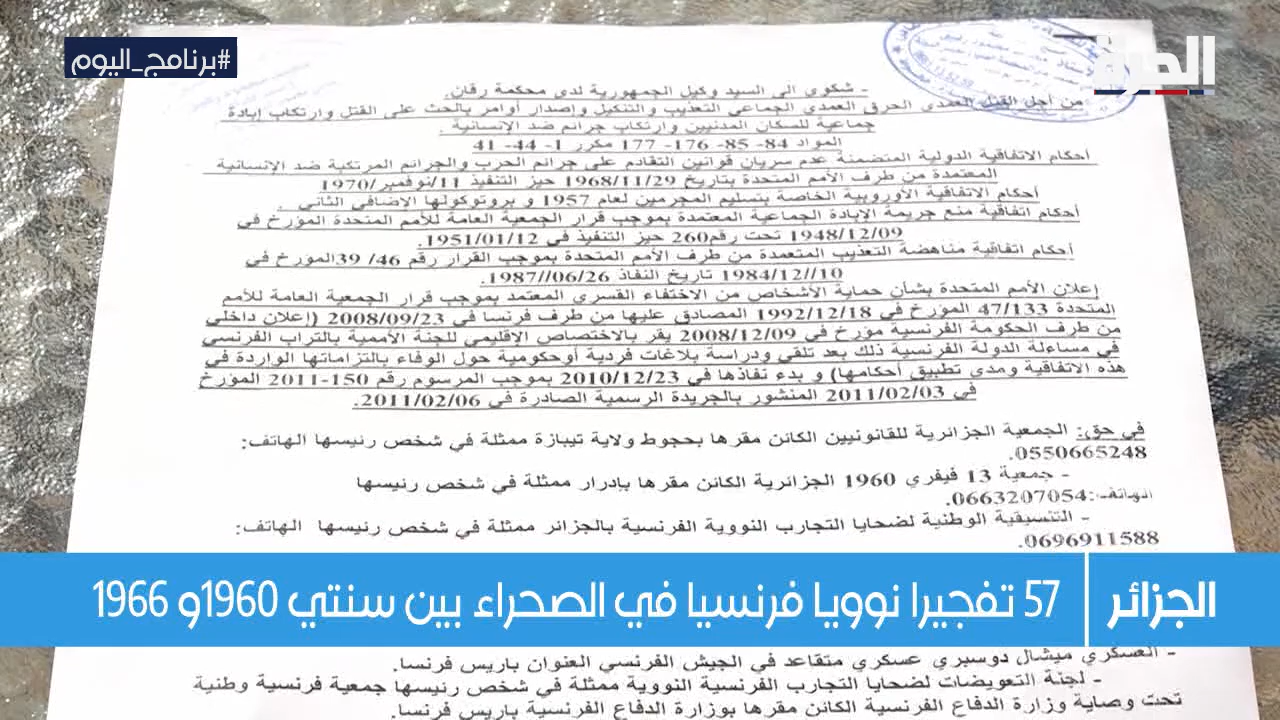 #برنامج_اليوم
الحرة
- شكوى الى السيد وكيل الجمهورية لدى محكمة رقان.
من أجل القتل العمدي الحرق العمدي الجماعي التعذيب والتنكيل وإصدار أوامر بالحث على القتل وارتكاب إبادة
جماعية للسكان المدنيين وارتكاب جرائم ضد الإنسانية .
المواد 84- 85- 176- 177 مكرر 1- 44- 41
أحكام الاتفاقية الدولية المتضمنة عدم سريان قوانين التقادم على جرائم الحرب والجرائم المرتكبة ضد الإنسانية
المعتمدة من طرف الأمم المتحدة بتاريخ 1968/11/29 حيز التنفيذ 11/نوفمبر/1970
أحكام الاتفاقية الأوروبية الخاصة بتسليم المجرمين لعام 1957 و بروتوكولها الإضافي الثاني .
أحكام اتفاقية منع جريمة الإبادة الجماعية المعتمدة بموجب قرار الجمعية العامة للأمم المتحدة المؤرخ في
1948/12/09 تحت رقم260 حيز التنفيذ في 1951/01/12.
أحكام اتفاقية مناهضة التعذيب المتعمدة من طرف الأمم المتحدة بموجب القرار رقم 46/ 39المورخ في
1984/12//10 تاريخ النفاذ 1987//06/26.
إعلان الأمم المتحدة بشأن حماية الأشخاص من الاختفاء القسري المعتمد بموجب قرار الجمعية العامة للأمم
المتحدة 47/133 المؤرخ في 1992/12/18 المصادق عليها من طرف فرنسا في 2008/09/23 (إعلان داخلي
من طرف الحكومة الفرنسية مؤرخ في 2008/12/09 يقر بالاختصاص الإقليمي للجنة الأممية بالتراب الفرنسي
في مساءلة الدولة الفرنسية ذلك بعد تلقي ودراسة بلاغات فردية أوحكومية حول الوفاء بالتزاماتها الواردة في
هذه الاتفاقية ومدى تطبيق أحكامها) و بدء نفاذها في 2010/12/23 بموجب المرسوم رقم 150-2011 المؤرخ
في 2011/02/03 المنشور بالجريدة الرسمية الصادرة في 2011/02/06.
في حق: الجمعية الجزائرية للقانونيين الكائن مقرها بحجوط ولاية تيبازة ممثلة في شخص رئيسها الهاتف:
0550665248.
- جمعية 13 فيفري 1960 الجزائرية الكائن مقرها بإدرار ممثلة في شخص رئيسها
الهاتف:0663207054.
- التنسيقية الوطنية لضحايا التجارب النووية الفرنسية بالجزائر ممثلة في شخص رئيسها الهاتف:
0696911588.
الجزائر
57 تفجيرا نوويا فرنسيا في الصحراء بين سنتي 1960و 1966
- العسكري ميشال دوسبري عسكري متقاعد في الجيش الفرنسي العنوان باريس فرنسا.
- لجنة التعويضات لضحايا التجارب الفرنسية النووية ممثلة في شخص رئيسها جمعية فرنسية وطنية
تحت وصاية وزارة الدفاع الفرنسية الكائن مقرها بوزارة الدفاع الفرنسية باريس فرنسا.